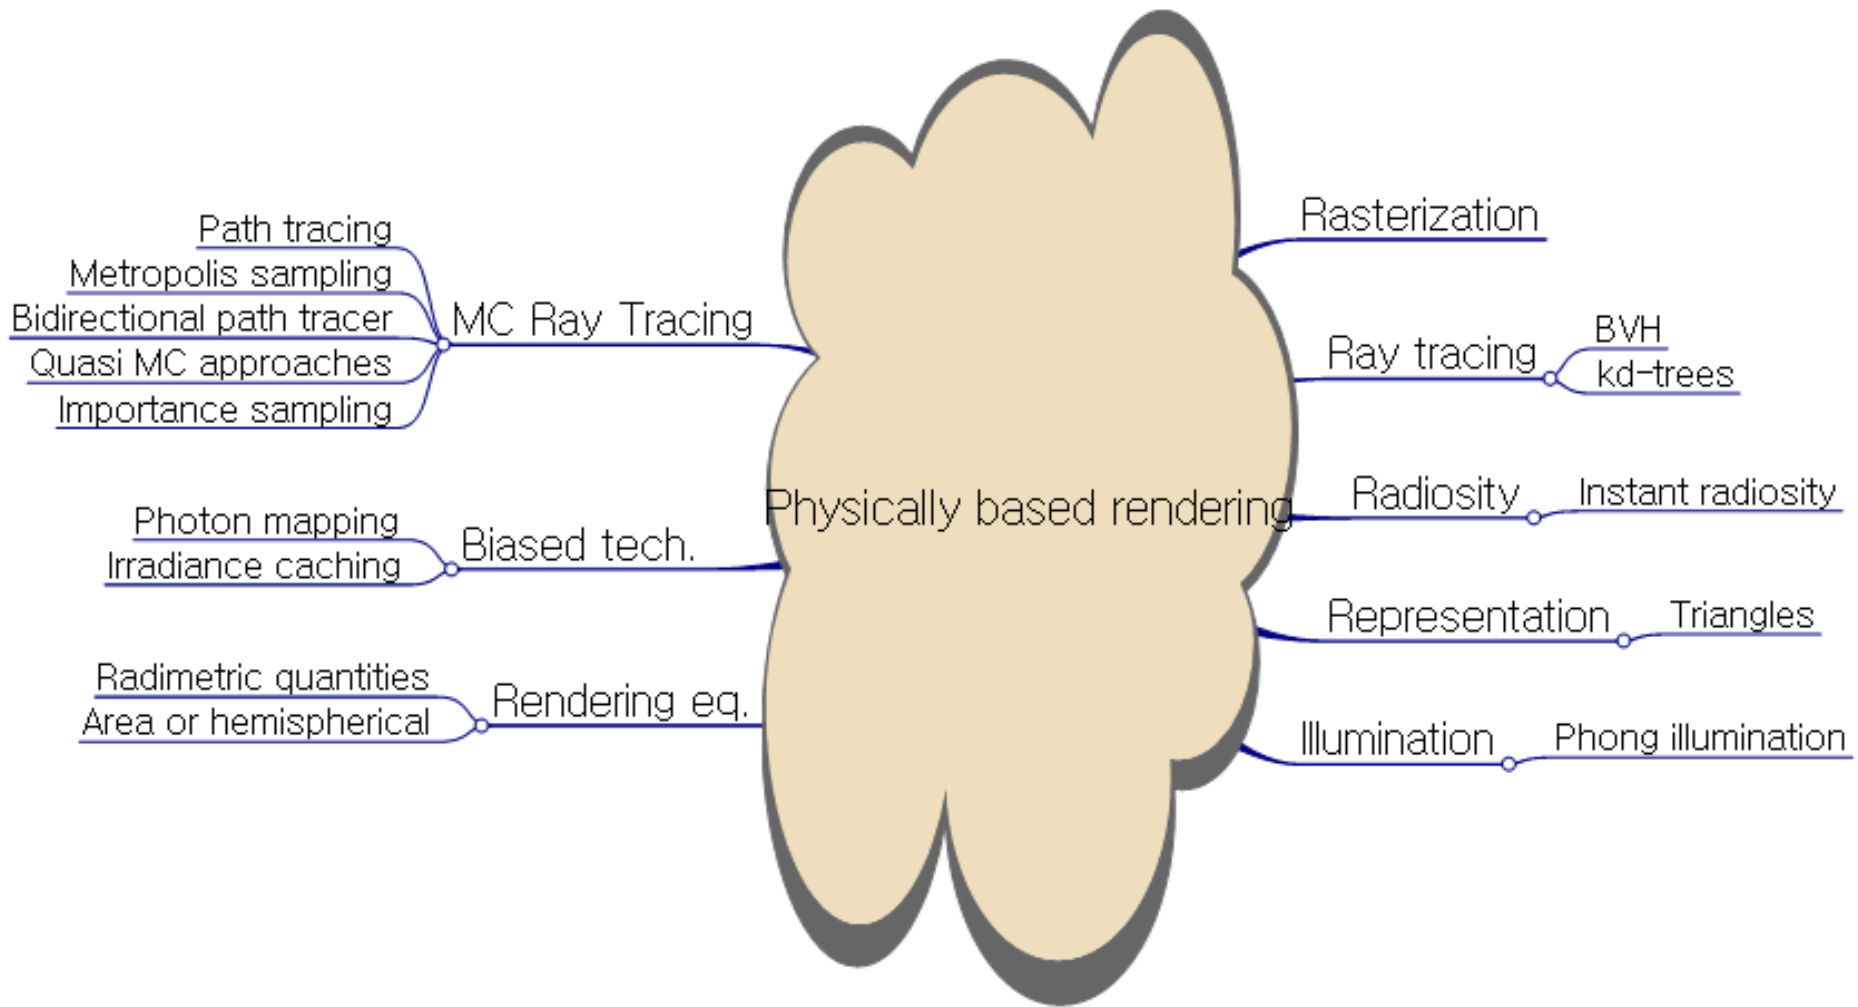 Path tracing
Metropolis sampling
Bidirectional path tracer
Quasi MC approaches
Importance sampling
MC Ray Tracing
Photon mapping
Irradiance caching
Biased tech.
Radimetric quantities
Area or hemispherical
Rendering eq.
Physically based rendering
Rasterization
Ray tracing
BVH
kd-trees
Radiosity
Instant radiosity
Representation
Triangles
Illumination
Phong illumination